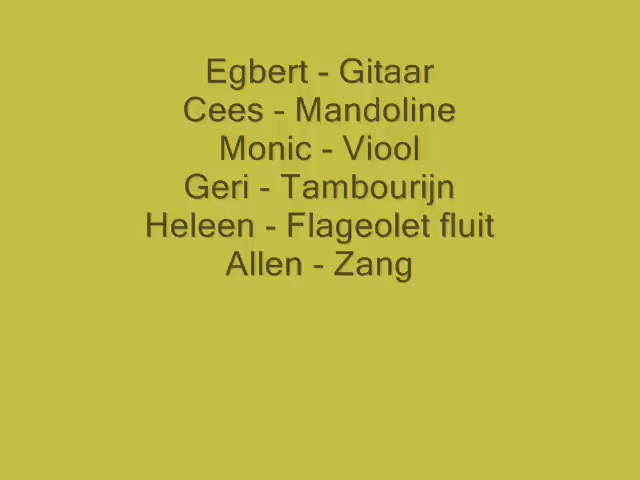 Egbert - Gitaar
Cees - Mandoline
Monic - Viool
Geri - Tambourijn
Heleen - Flageolet fluit
Allen - Zang